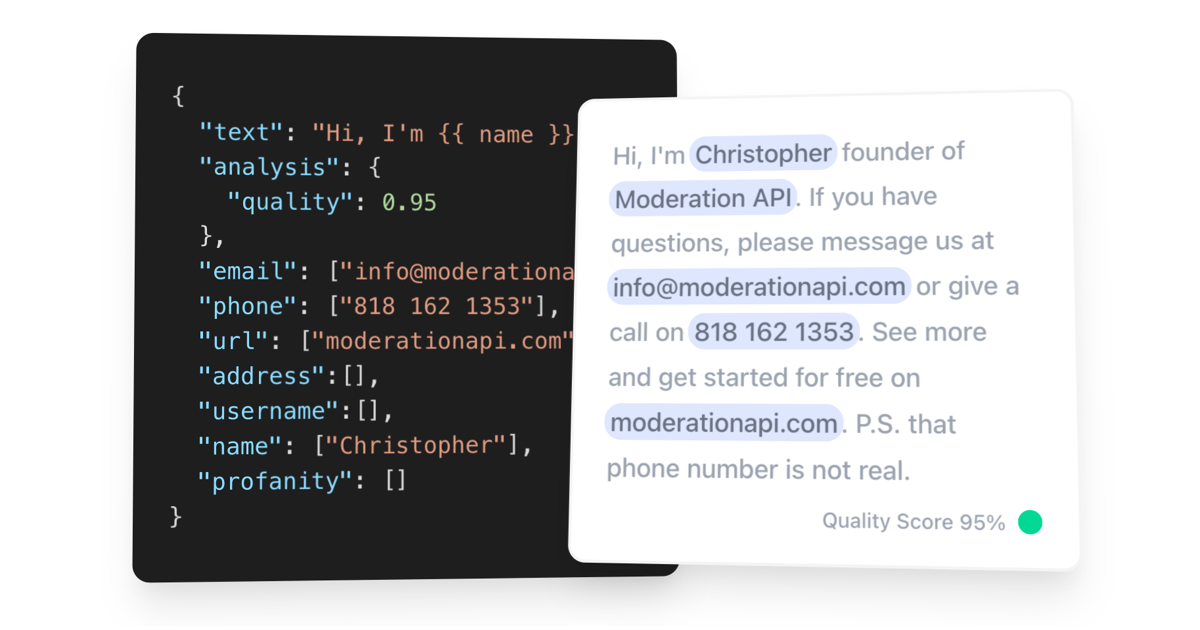 {
"text": "Hi, I'm {{ name }}
"analysis": {
"quality": 0.95
},
"email": ["info@moderationa
"phone": ["818 162 1353"],
"url": ["moderationapi.com"
"address":[],
"username":[],
"name": ["Christopher"],
"profanity": []
}
Hi, I'm Christopher founder of
Moderation API. If you have
questions, please message us at
info@moderationapi.com or give a
call on 818 162 1353. See more
and get started for free on
moderationapi.com. P.S. that
phone number is not real.
Quality Score 95%